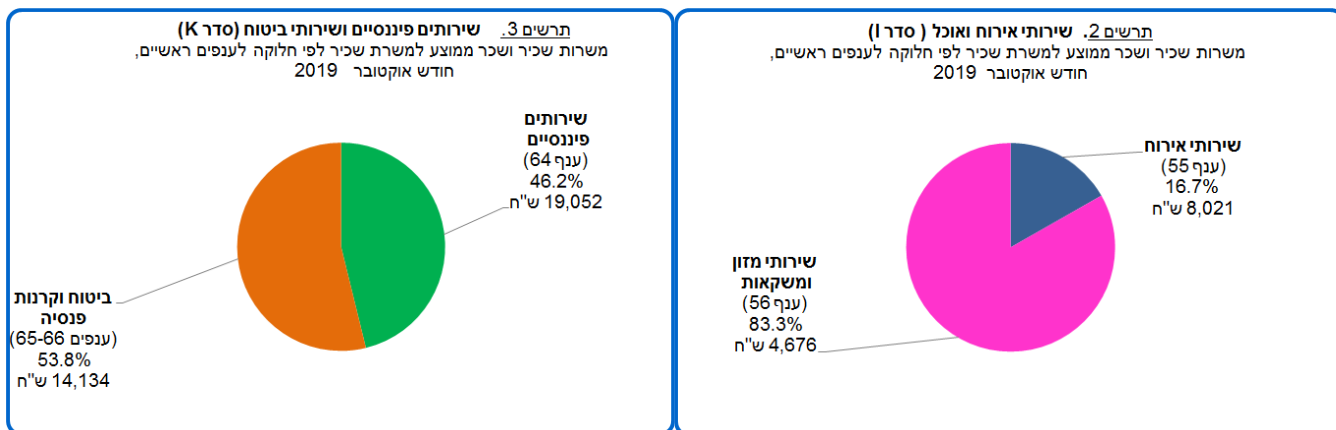 תרשים 2. שירותי אירוח ואוכל ( סדר I)
משרות שכיר ושכר ממוצע למשרת שכיר לפי חלוקה לענפים ראשיים,
חודש אוקטובר 2019
שירותי אירוח
(ענף 55)
16.7%
8,021 ש"ח
שירותי מזון
ומשקאות
(ענף 56)
83.3%
4,676 ש"ח
תרשים 3. שירותים פיננסיים ושירותי ביטוח (סדר K)
משרות שכיר ושכר ממוצע למשרת שכיר לפי חלוקה לענפים ראשיים,
חודש אוקטובר 2019
שירותים
פיננסיים
(ענף 64)
46.2%
19,052 ש"ח
ביטוח וקרנות
פנסיה
(ענפים 65-66)
53.8%
14,134 ש"ח